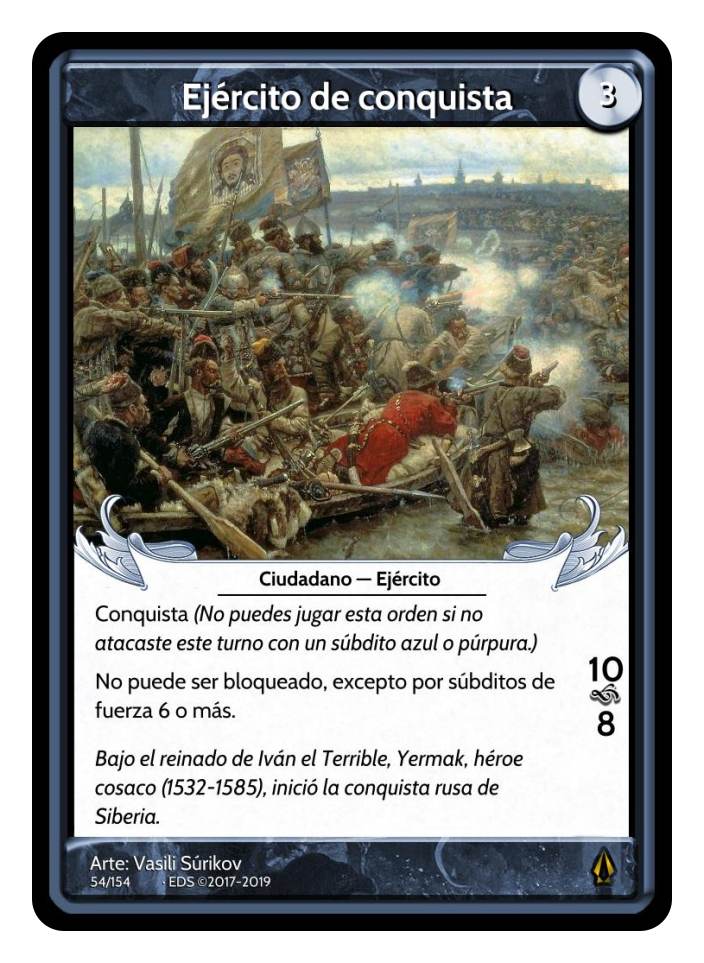 Ejército de conquista
3
Ciudadano — Ejército
Conquista (No puedes jugar esta orden si no
atacaste este turno con un súbdito azul o púrpura.)
No puede ser bloqueado, excepto por súbditos de
fuerza 6 o más.
10
8
Bajo el reinado de Iván el Terrible, Yermak, héroe
cosaco (1532-1585), inició la conquista rusa de
Siberia.
Arte: Vasili Súrikov
54/154 · EDS ©2017-2019